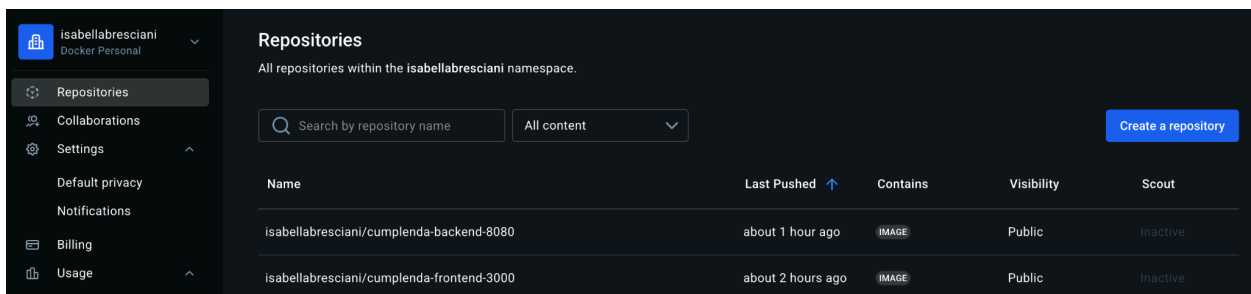 isabellabresciani
Docker Personal
Repositories
Collaborations
Settings
Default privacy
Notifications
Billing
Usage
Repositories
All repositories within the isabellabresciani namespace.
Search by repository name
All content
Create a repository
Name Last Pushed Contains Visibility Scout
isabellabresciani/cumplenda-backend-8080 about 1 hour ago IMAGE Public Inactive
isabellabresciani/cumplenda-frontend-3000 about 2 hours ago IMAGE Public Inactive